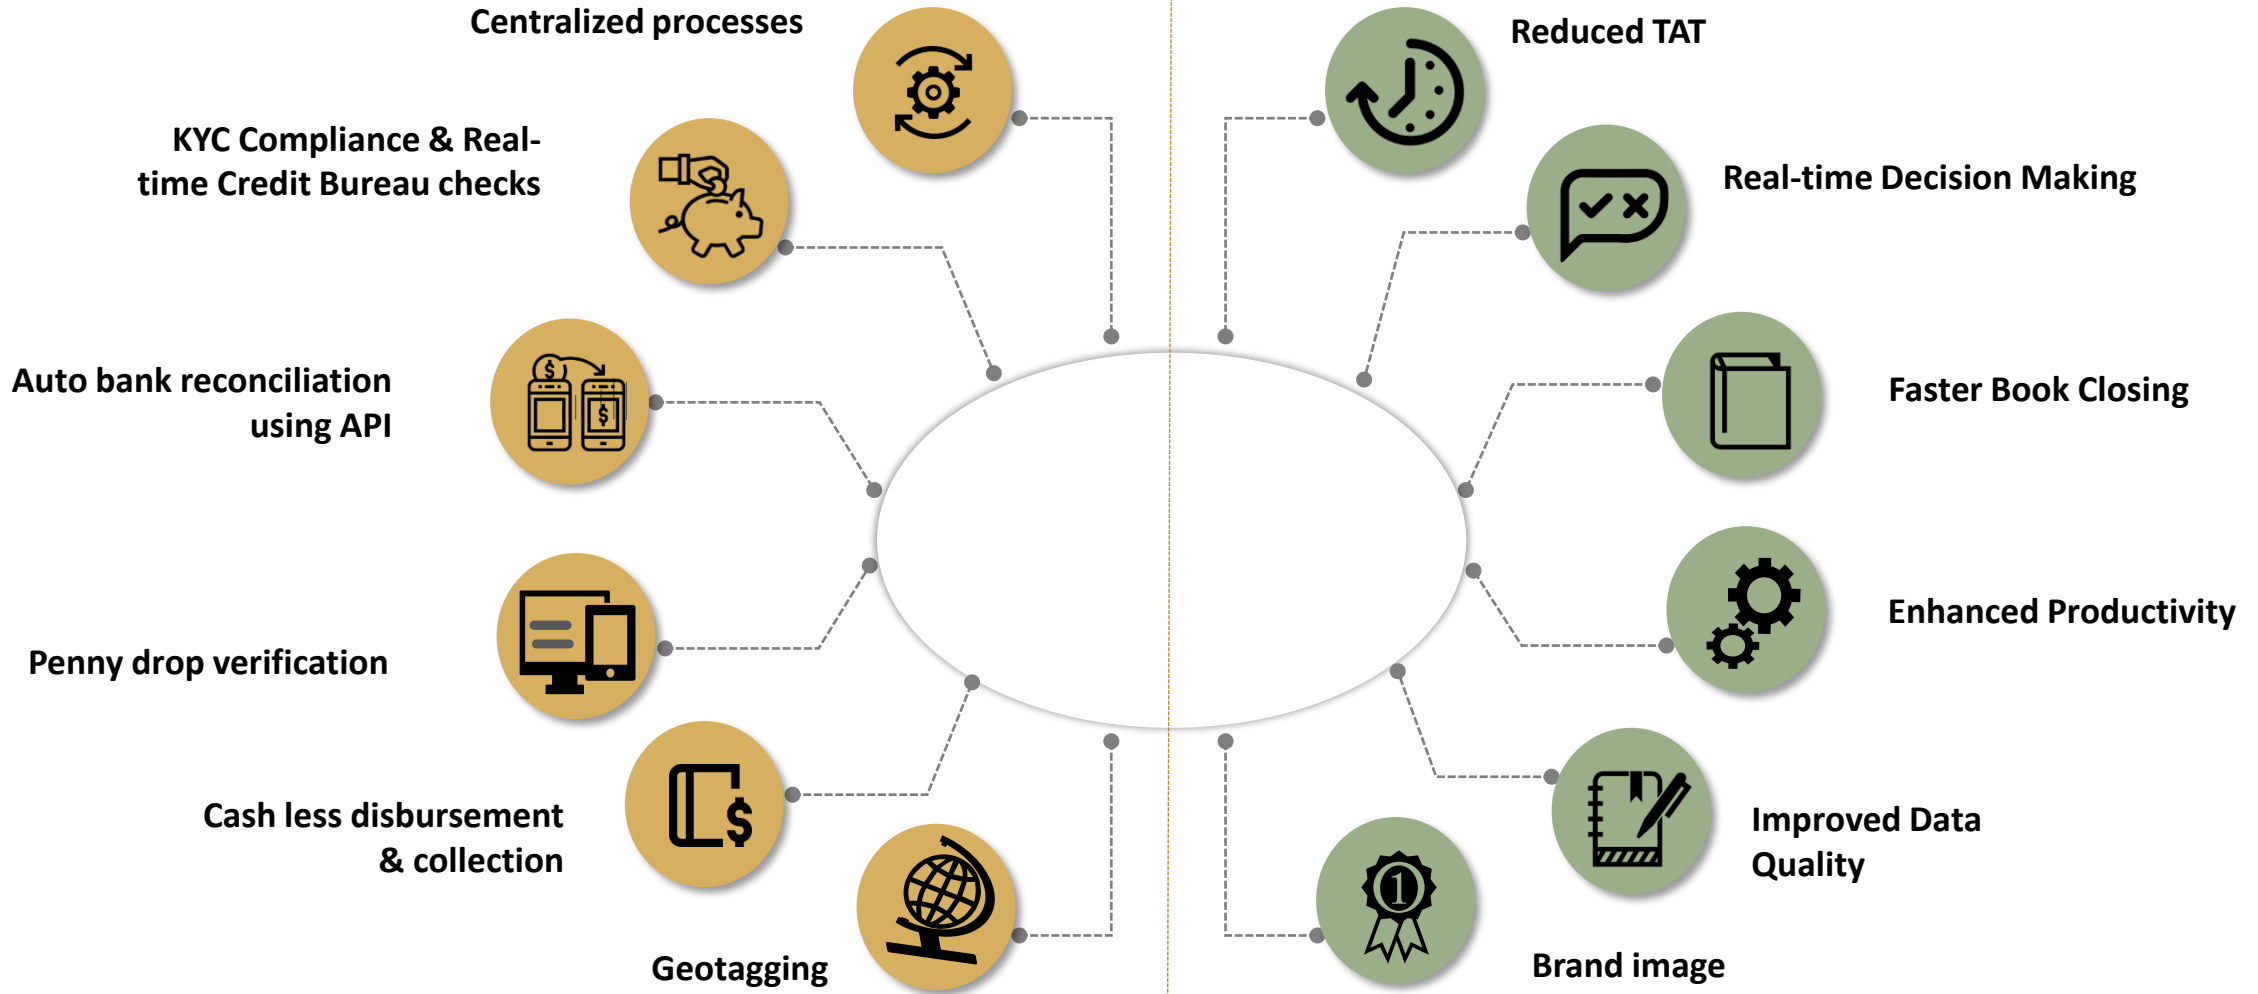 Centralized processes
KYC Compliance & Real-
time Credit Bureau checks
Auto bank reconciliation
using API
$
$
Penny drop verification
Cash less disbursement
& collection
$
Geotagging
Reduced TAT
Real-time Decision Making
Faster Book Closing
Enhanced Productivity
Improved Data
Quality
1
Brand image